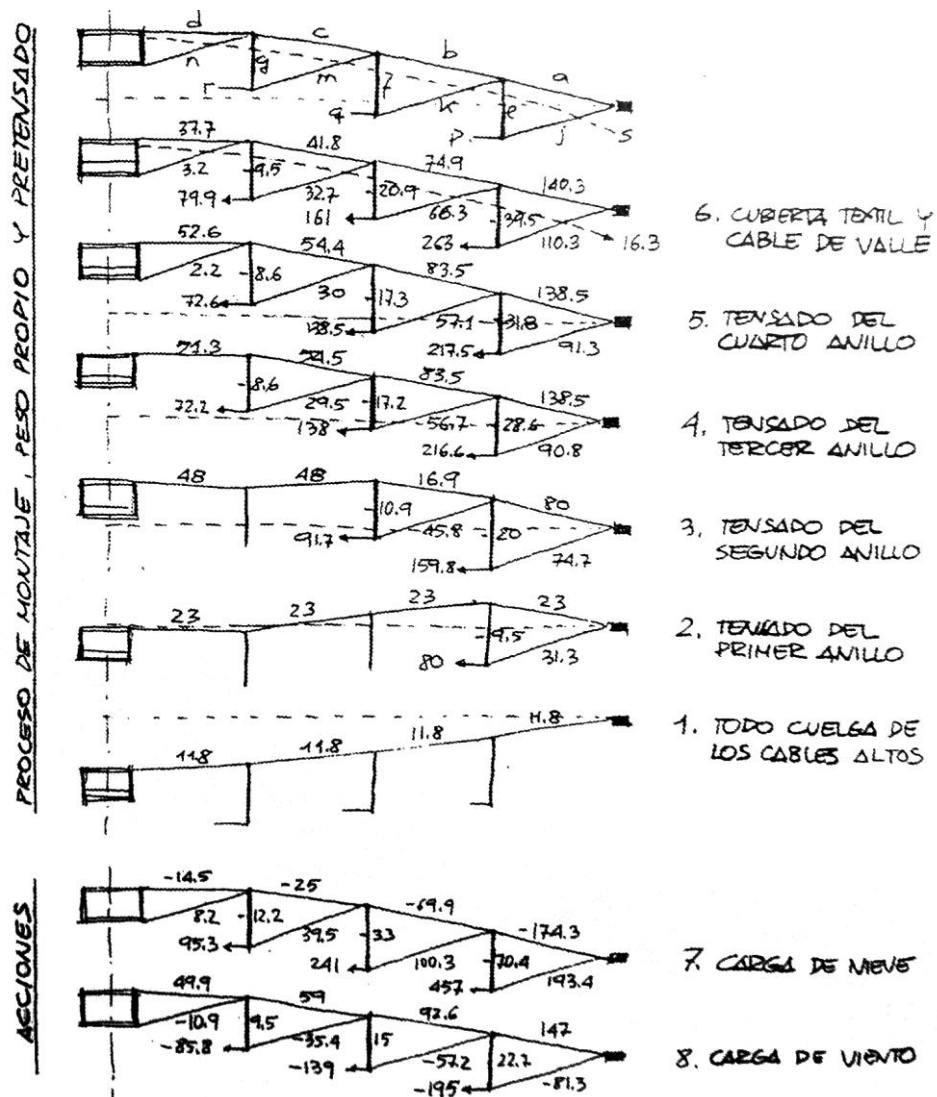 PROCESO DE MONTAJE, PESO PROPIO Y PRETENSADO
d c b a
n g m f k e j
r q p s
37.7 41.8 74.9 140.3
3.2 9.5 32.7 20.9 66.3 39.5 110.3
79.9 161 263 16.3
6. CUBIERTA TEXTIL Y
CABLE DE VALLE
52.6 54.4 83.5 138.5
2.2 8.6 30 17.3 57.1 31.8 91.3
72.6 138.5 217.5
5. TENSADO DEL
CUARTO ANILLO
71.3 74.5 83.5 138.5
8.6 29.5 17.2 56.7 28.6 90.8
72.2 138 216.6
4. TENSADO DEL
TERCER ANILLO
48 48 16.9 80
10.9 45.8 20 74.7
91.7 159.8
3. TENSADO DEL
SEGUNDO ANILLO
23 23 23 23
9.5 31.3
80
2. TENSADO DEL
PRIMER ANILLO
11.8 11.8 11.8 11.8
1. TODO CUELGA DE
LOS CABLES ALTOS
ACCIONES
-14.5 -25 -69.9 -174.3
8.2 12.2 39.5 33 100.3 70.4 193.4
95.3 241 457
7. CARGA DE NIEVE
49.9 59 97.6 147
-10.9 9.5 -35.4 15 -57.2 22.7 -81.3
-85.8 -139 -195
8. CARGA DE VIENTO